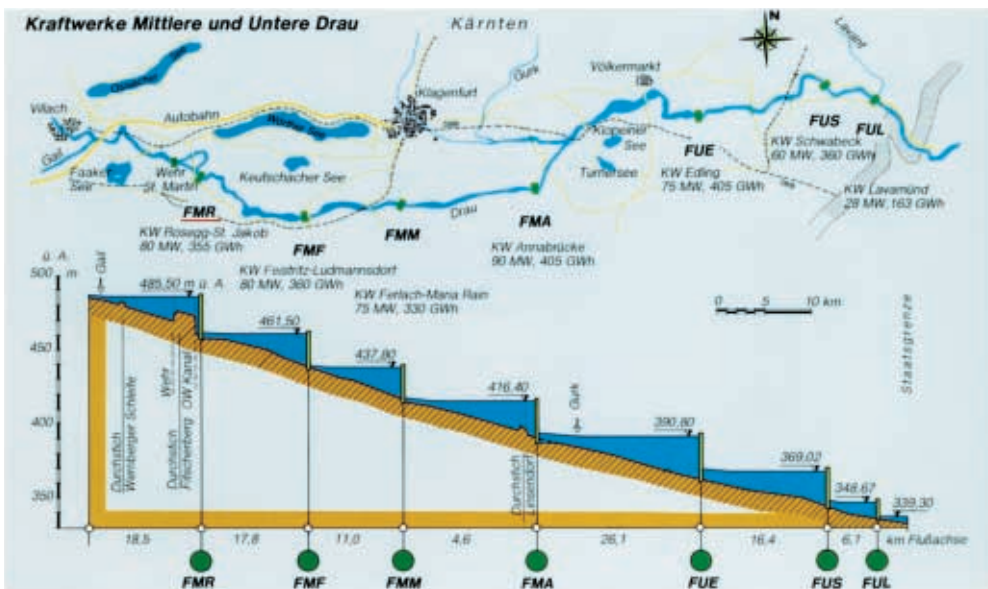 Kraftwerke Mittlere und Untere Drau
Kärnten
N
Lavant
Völkermarkt
Gurk
Klagenfurt
Villach
Autobahn
Wörther See
Gail
Faaker
See
Wehr
St. Martin
Keutschacher See
Klopeiner
See
Turnersee
Drau
FMR
KW Rosegg-St. Jakob
80 MW, 355 GWh
FMF
KW Feistritz-Ludmannsdorf
80 MW, 360 GWh
FMM
KW Ferlach-Maria Rain
75 MW, 330 GWh
FMA
KW Annabrücke
90 MW, 405 GWh
FUE
KW Edling
75 MW, 405 GWh
FUS
KW Schwabeck
60 MW, 360 GWh
FUL
KW Lavamünd
28 MW, 163 GWh
ü. A.
500 m
450
400
350
Gail
485,50 m ü. A.
461,50
437,80
416,40
Gurk
390,80
369,02
348,67
339,30
0 5 10 km
Staatsgrenze
Durchstich
Wernberger Schleife
Wehr
Durchstich
OW Kanal
Durchstich
Linsendorf
18,5 17,8 11,0 4,6 26,1 16,4 6,1 km Flußachse
FMR FMF FMM FMA FUE FUS FUL